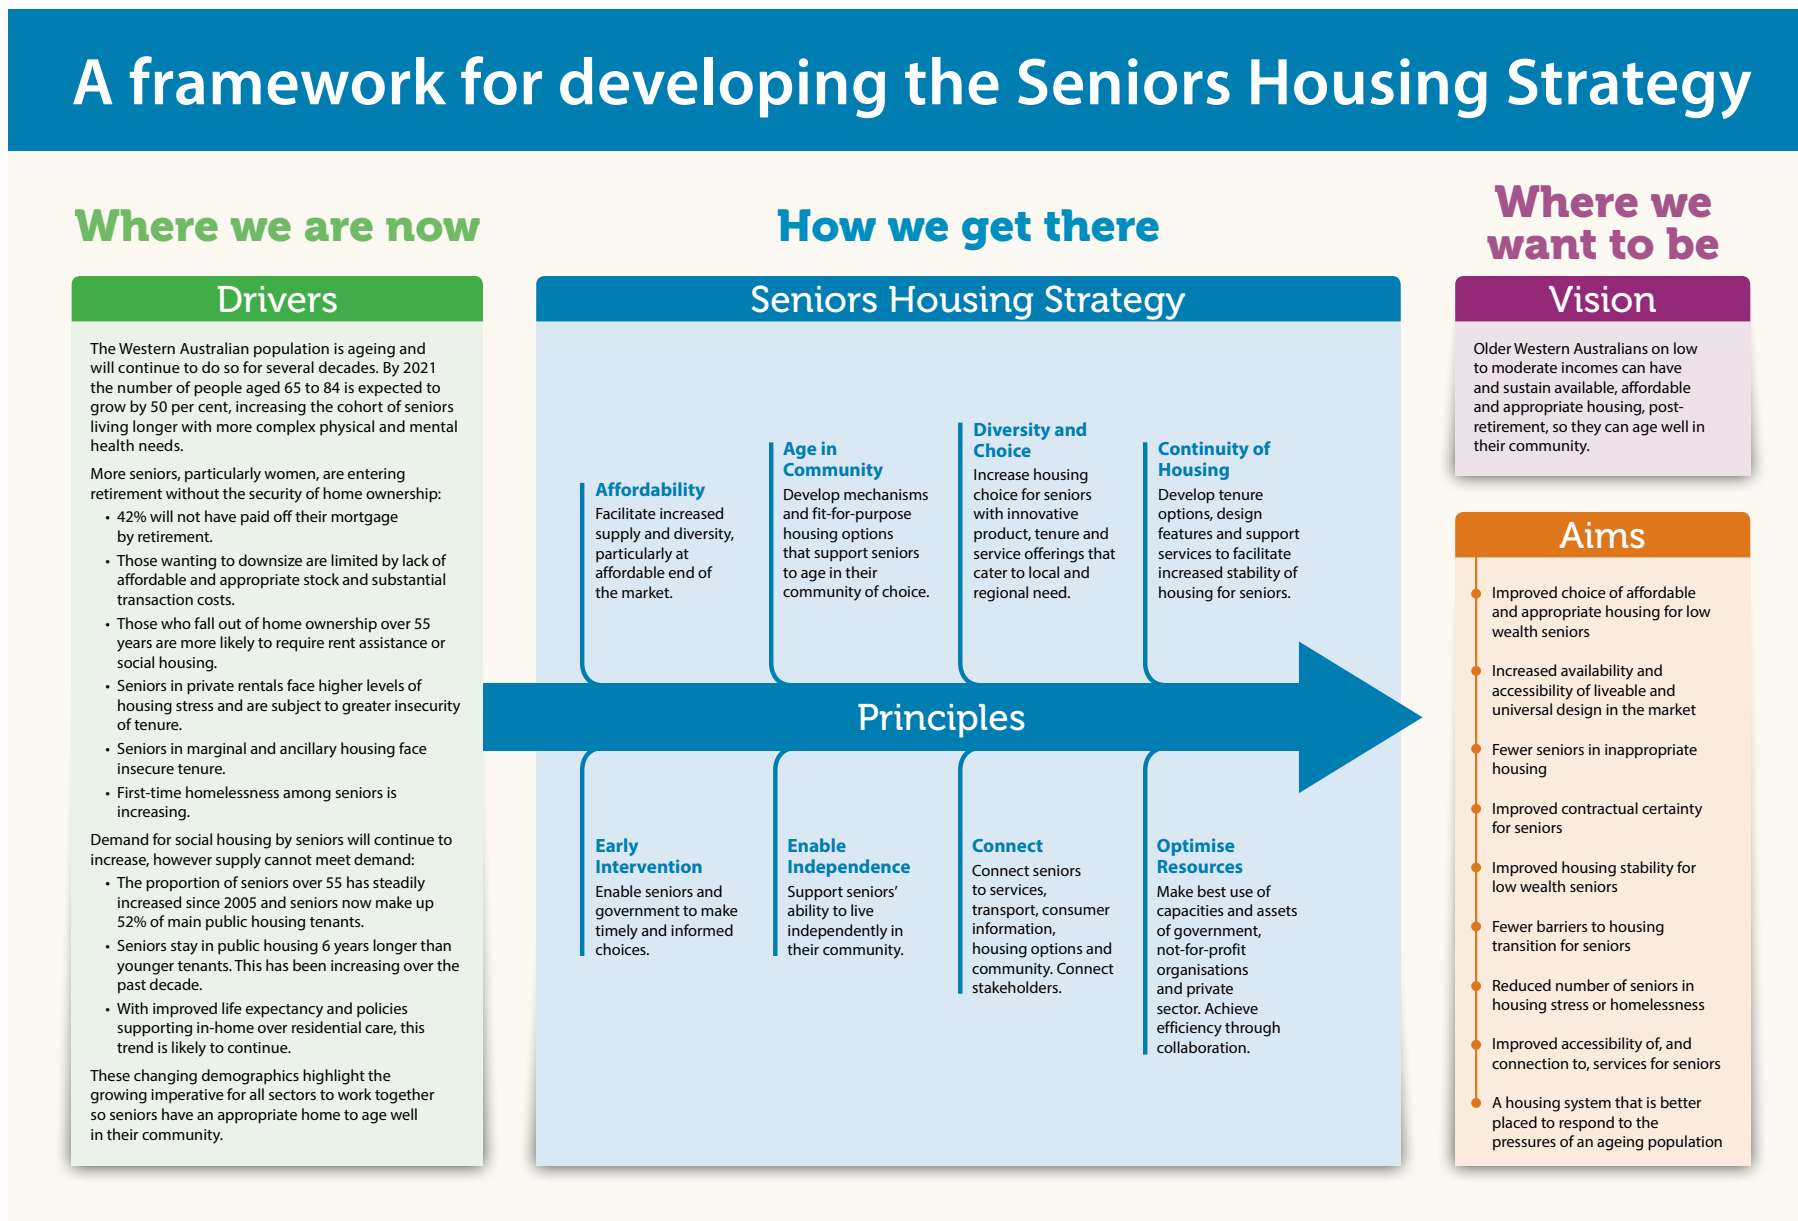 A framework for developing the Seniors Housing Strategy
Where we are now
Drivers
The Western Australian population is ageing and
will continue to do so for several decades. By 2021
the number of people aged 65 to 84 is expected to
grow by 50 per cent, increasing the cohort of seniors
living longer with more complex physical and mental
health needs.
More seniors, particularly women, are entering
retirement without the security of home ownership:
• 42% will not have paid off their mortgage
by retirement.
• Those wanting to downsize are limited by lack of
affordable and appropriate stock and substantial
transaction costs.
• Those who fall out of home ownership over 55
years are more likely to require rent assistance or
social housing.
• Seniors in private rentals face higher levels of
housing stress and are subject to greater insecurity
of tenure.
• Seniors in marginal and ancillary housing face
insecure tenure.
• First-time homelessness among seniors is
increasing.
Demand for social housing by seniors will continue to
increase, however supply cannot meet demand:
• The proportion of seniors over 55 has steadily
increased since 2005 and seniors now make up
52% of main public housing tenants.
• Seniors stay in public housing 6 years longer than
younger tenants. This has been increasing over the
past decade.
• With improved life expectancy and policies
supporting in-home over residential care, this
trend is likely to continue.
These changing demographics highlight the
growing imperative for all sectors to work together
so seniors have an appropriate home to age well
in their community.
How we get there
Seniors Housing Strategy
Affordability
Facilitate increased
supply and diversity,
particularly at
affordable end of
the market.
Age in
Community
Develop mechanisms
and fit-for-purpose
housing options
that support seniors
to age in their
community of choice.
Diversity and
Choice
Increase housing
choice for seniors
with innovative
product, tenure and
service offerings that
cater to local and
regional need.
Continuity of
Housing
Develop tenure
options, design
features and support
services to facilitate
increased stability of
housing for seniors.
Principles
Early
Intervention
Enable seniors and
government to make
timely and informed
choices.
Enable
Independence
Support seniors'
ability to live
independently in
their community.
Connect
Connect seniors
to services,
transport, consumer
information,
housing options and
community. Connect
stakeholders.
Optimise
Resources
Make best use of
capacities and assets
of government,
not-for-profit
organisations
and private
sector. Achieve
efficiency through
collaboration.
Where we
want to be
Vision
Older Western Australians on low
to moderate incomes can have
and sustain available, affordable
and appropriate housing, post-
retirement, so they can age well in
their community.
Aims
Improved choice of affordable
and appropriate housing for low
wealth seniors
Increased availability and
accessibility of liveable and
universal design in the market
Fewer seniors in inappropriate
housing
Improved contractual certainty
for seniors
Improved housing stability for
low wealth seniors
Fewer barriers to housing
transition for seniors
Reduced number of seniors in
housing stress or homelessness
Improved accessibility of, and
connection to, services for seniors
A housing system that is better
placed to respond to the
pressures of an ageing population